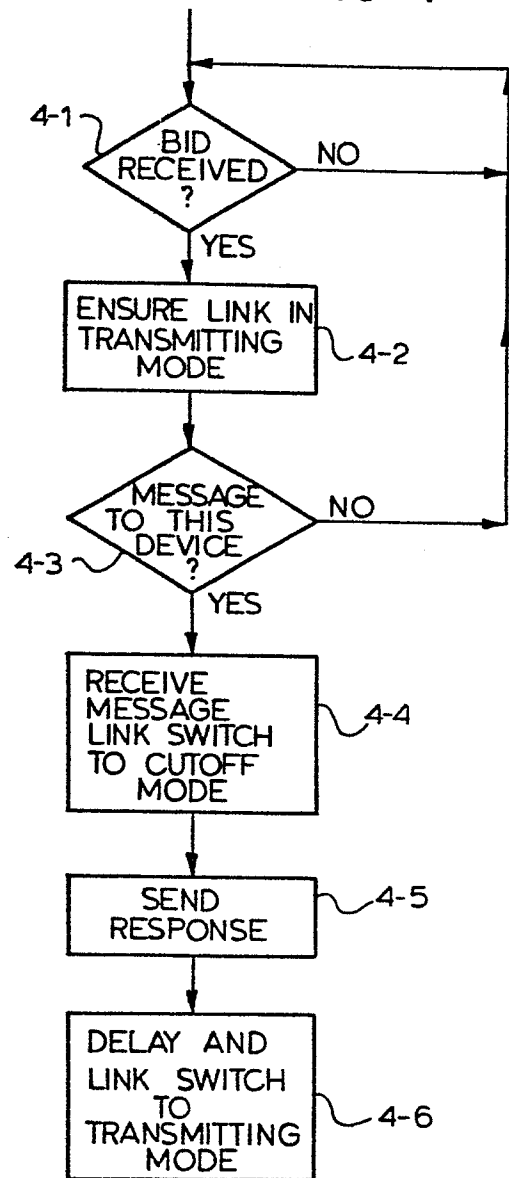 4-1
BID
RECEIVED
?
NO
YES
ENSURE LINK IN
TRANSMITTING
MODE
4-2
MESSAGE
TO THIS
DEVICE
?
NO
4-3
YES
RECEIVE
MESSAGE
LINK SWITCH
TO CUTOFF
MODE
4-4
SEND
RESPONSE
4-5
DELAY AND
LINK SWITCH
TO
TRANSMITTING
MODE
4-6